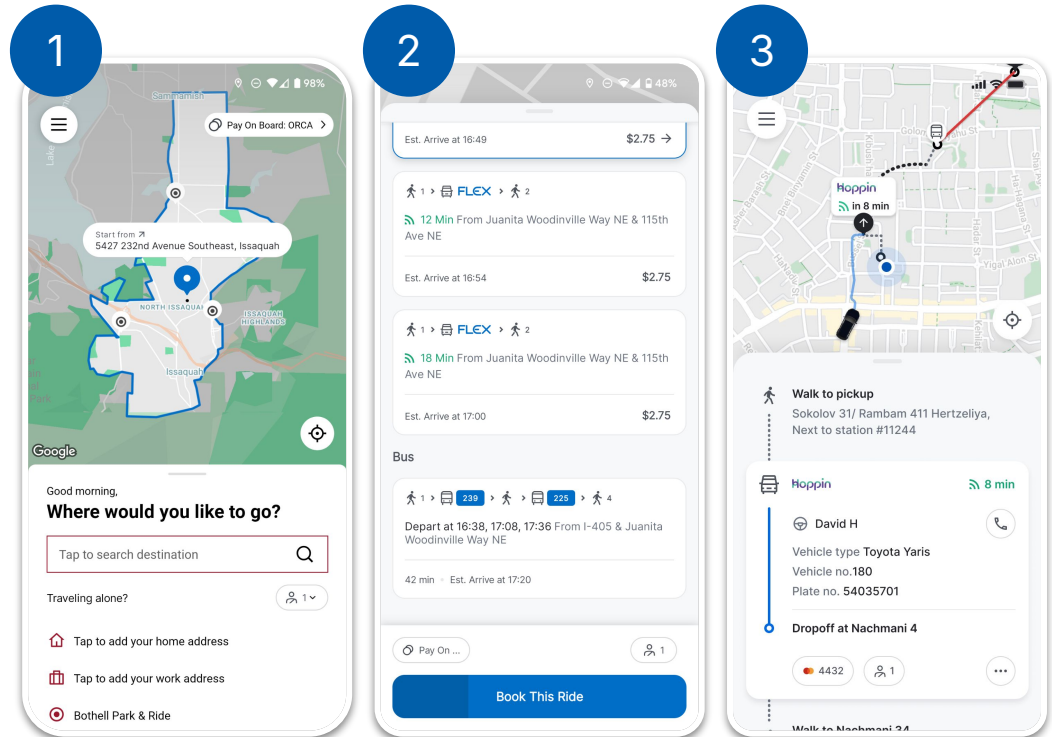 1
98%
Sammamish
Pay On Board: ORCA
Start from
5427 232nd Avenue Southeast, Issaquah
NORTH ISSAQUAH
ISSAQUAH
HIGHLANDS
Issaquah
Google
Good morning,
Where would you like to go?
Tap to search destination
Traveling alone?
1
Tap to add your home address
Tap to add your work address
Bothell Park & Ride
2
48%
Est. Arrive at 16:49
$2.75
1 > FLEX > 2
12 Min From Juanita Woodinville Way NE & 115th
Ave NE
Est. Arrive at 16:54
$2.75
1 > FLEX > 2
18 Min From Juanita Woodinville Way NE & 115th
Ave NE
Est. Arrive at 17:00
$2.75
Bus
1 > 239 > > 225 > 4
Depart at 16:38, 17:08, 17:36 From I-405 & Juanita
Woodinville Way NE
42 min Est. Arrive at 17:20
Pay On ...
1
Book This Ride
3
Hoppin
in 8 min
Yigal Alon St
Walk to pickup
Sokolov 31/ Rambam 411 Hertzeliya,
Next to station #11244
Hoppin
8 min
David H
Vehicle type Toyota Yaris
Vehicle no.180
Plate no. 54035701
Dropoff at Nachmani 4
4432
1
Walk to Nachmani 34